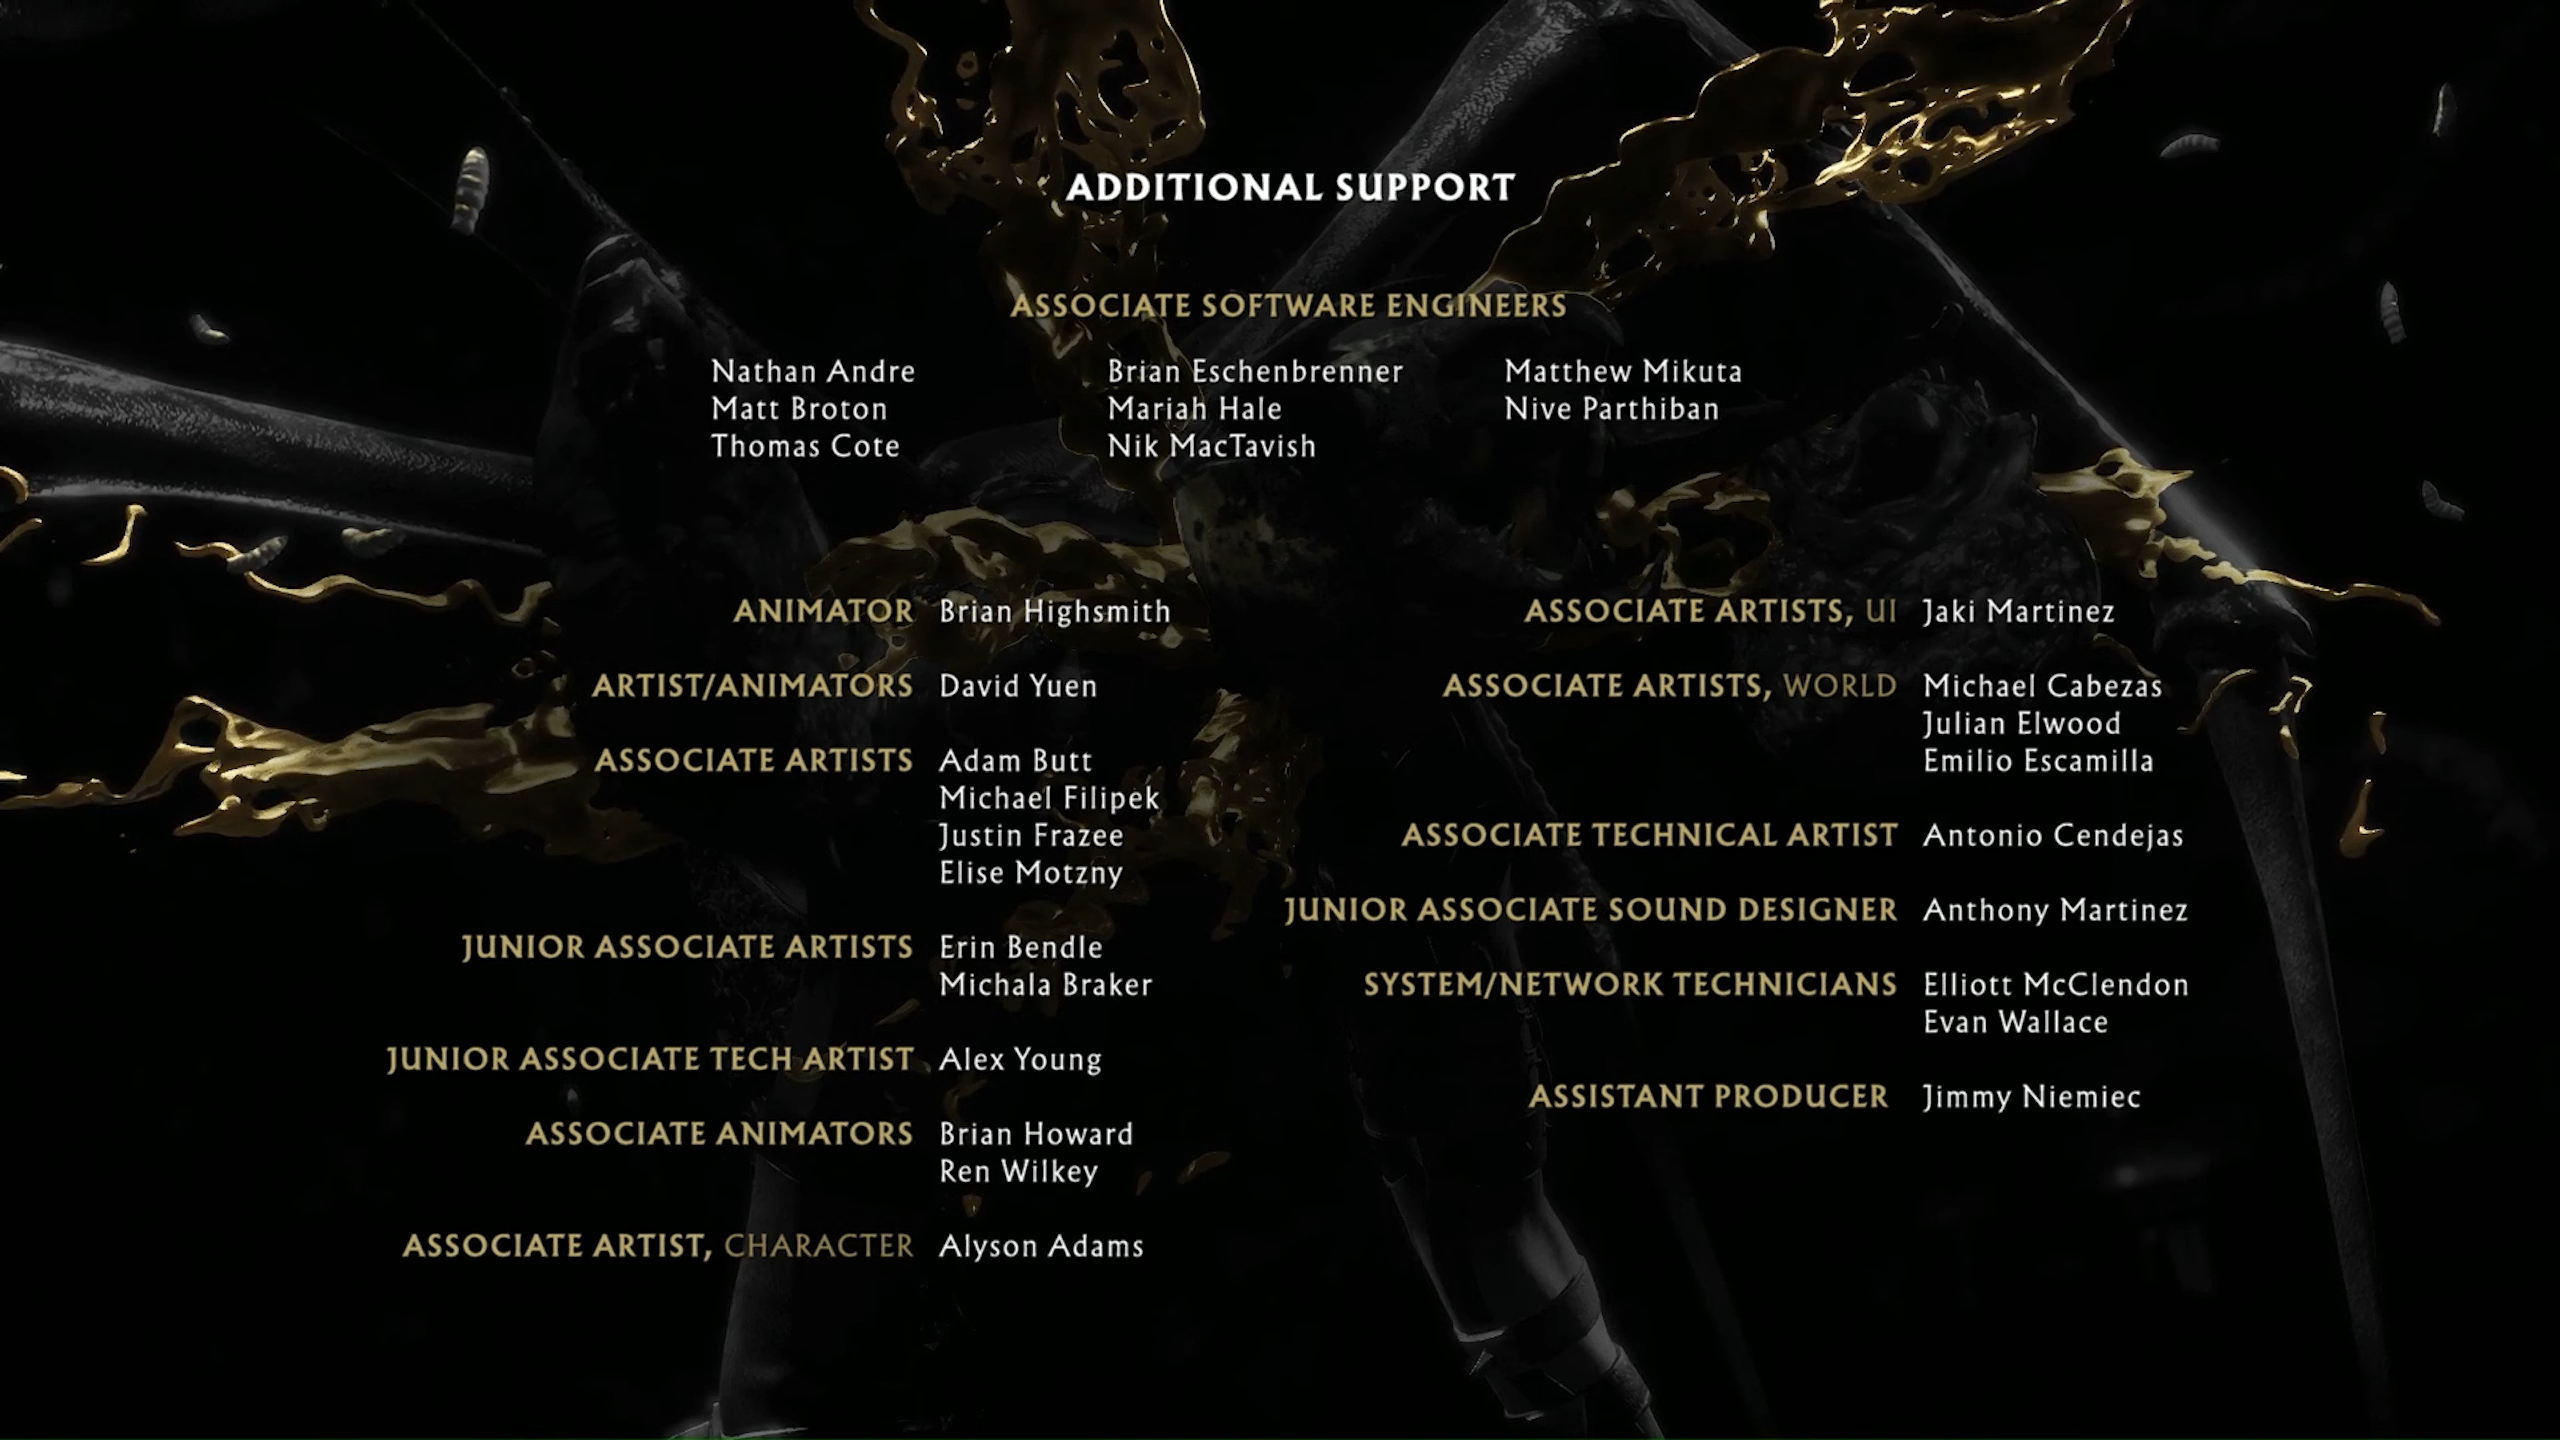 ADDITIONAL SUPPORT
ASSOCIATE SOFTWARE ENGINEERS
Nathan Andre
Matt Broton
Thomas Cote
Brian Eschenbrenner
Mariah Hale
Nik MacTavish
Matthew Mikuta
Nive Parthiban
ANIMATOR Brian Highsmith
ARTIST/ANIMATORS David Yuen
ASSOCIATE ARTISTS Adam Butt
Michael Filipek
Justin Frazee
Elise Motzny
JUNIOR ASSOCIATE ARTISTS Erin Bendle
Michala Braker
JUNIOR ASSOCIATE TECH ARTIST Alex Young
ASSOCIATE ANIMATORS Brian Howard
Ren Wilkey
ASSOCIATE ARTIST, CHARACTER Alyson Adams
ASSOCIATE ARTISTS, UI Jaki Martinez
ASSOCIATE ARTISTS, WORLD Michael Cabezas
Julian Elwood
Emilio Escamilla
ASSOCIATE TECHNICAL ARTIST Antonio Cendejas
JUNIOR ASSOCIATE SOUND DESIGNER Anthony Martinez
SYSTEM/NETWORK TECHNICIANS Elliott McClendon
Evan Wallace
ASSISTANT PRODUCER Jimmy Niemiec